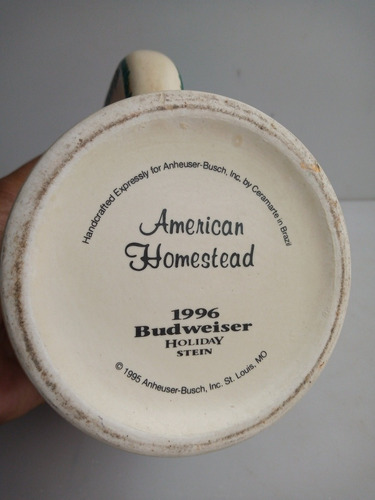 Handcrafted Expressly for Anheuser-Busch, Inc. by Ceramarte in Brazil
American
Homestead
1996
Budweiser
HOLIDAY
STEIN
© 1995 Anheuser-Busch, Inc. St. Louis, MO